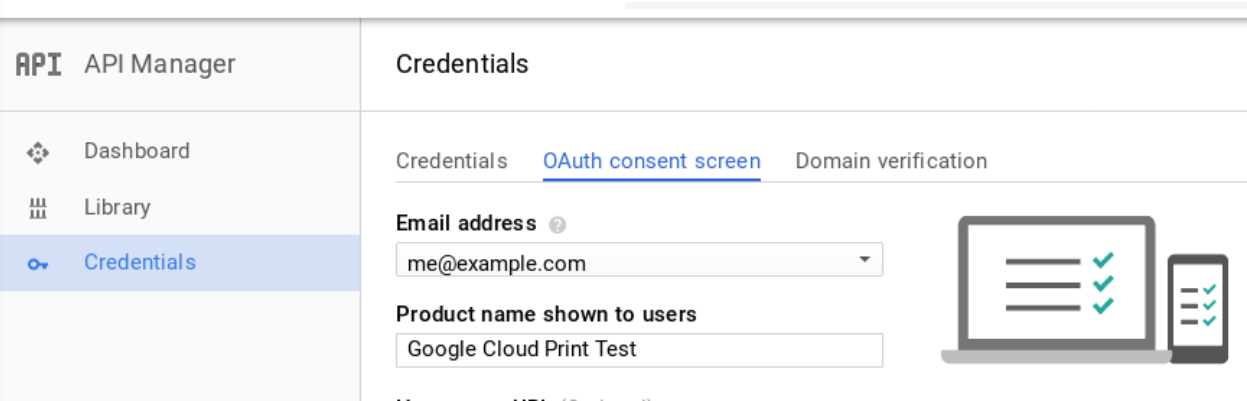 API API Manager
Credentials
Dashboard
Library
Credentials
Credentials OAuth consent screen Domain verification
Email address ?
me@example.com
Product name shown to users
Google Cloud Print Test